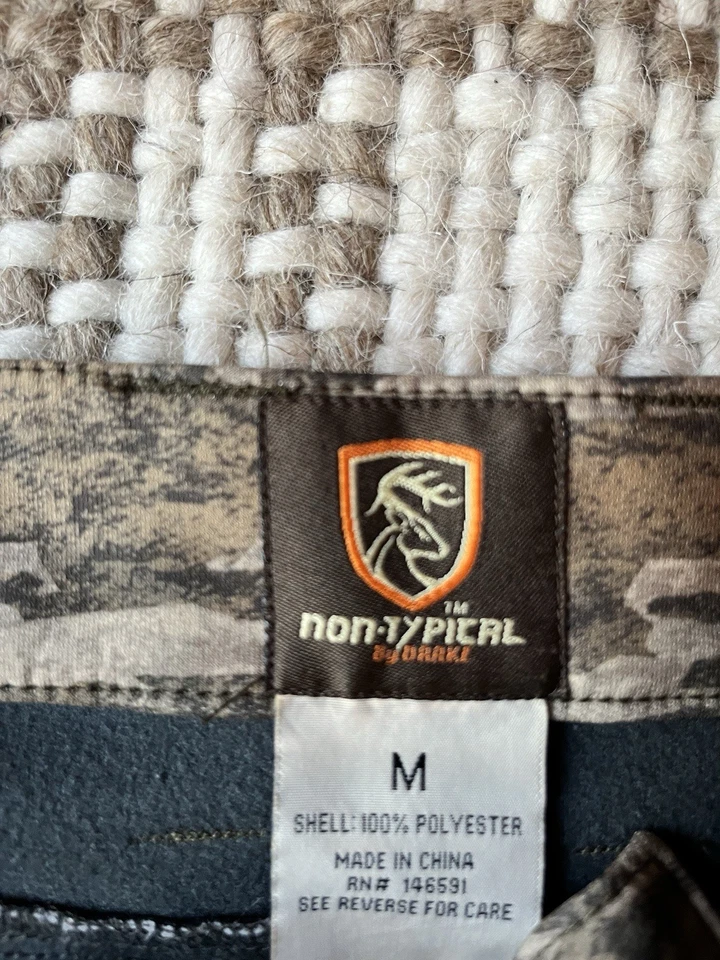 TM
NON-TYPICAL
By DRAKE
M
SHELL: 100% POLYESTER
MADE IN CHINA
RN# 146591
SEE REVERSE FOR CARE